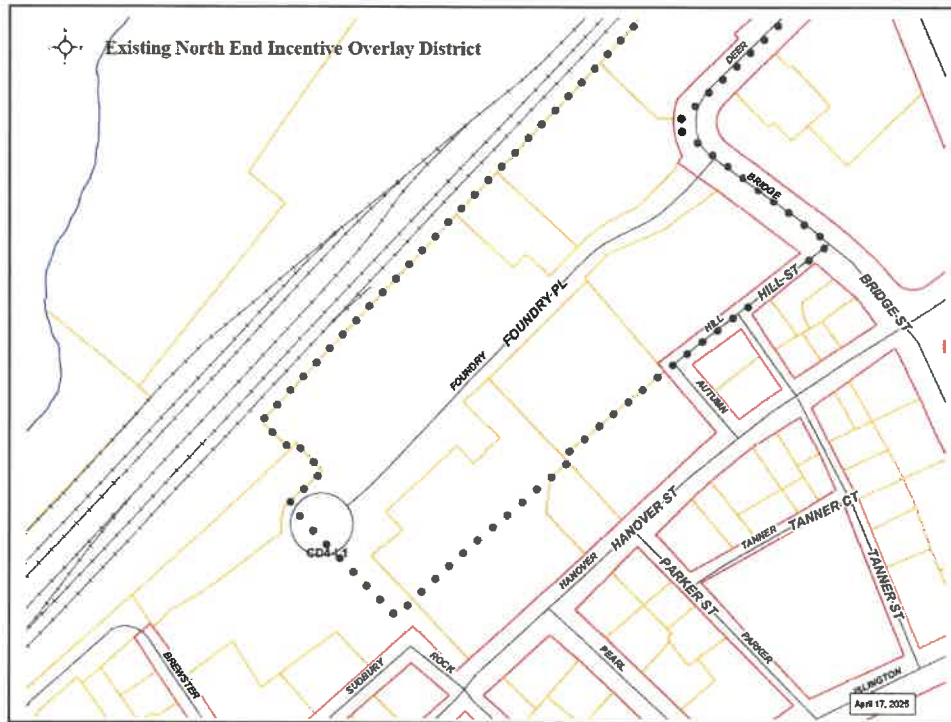 Existing North End Incentive Overlay District
DEER
BRIDGE
BRIDGE-ST
HILL-ST
HILL
FOUNDRY-PL
FOUNDRY
AUTUMN
HANOVER-ST
HANOVER
TANNER-CT
TANNER
TANNER-ST
PARKER-ST
PARKER
PEARL
CD4-L1
BREWSTER
SUDBURY
ROCK
ISLINGTON
April 17, 2025